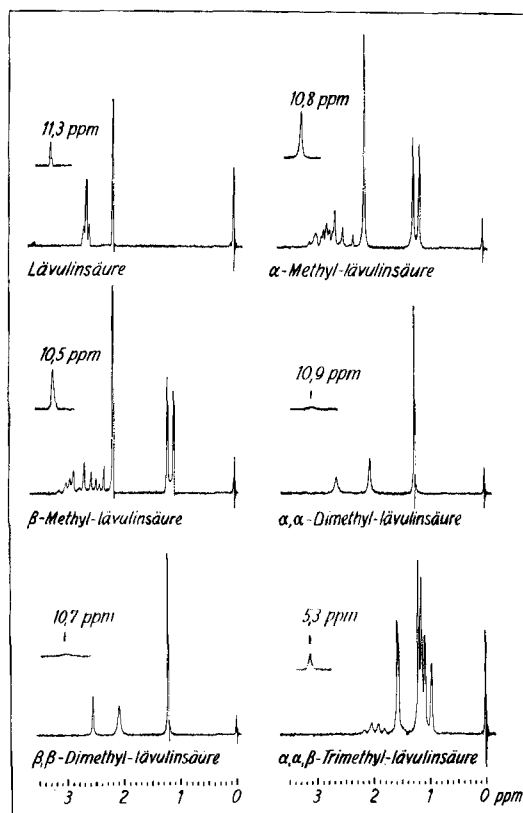 11,3 ppm
Lävulinsäure
10,8 ppm
α-Methyl-lävulinsäure
10,5 ppm
β-Methyl-lävulinsäure
10,9 ppm
α,α-Dimethyl-lävulinsäure
10,7 ppm
β,β-Dimethyl-lävulinsäure
5,3 ppm
α,α,β-Trimethyl-lävulinsäure
3 2 1 0
3 2 1 0 ppm